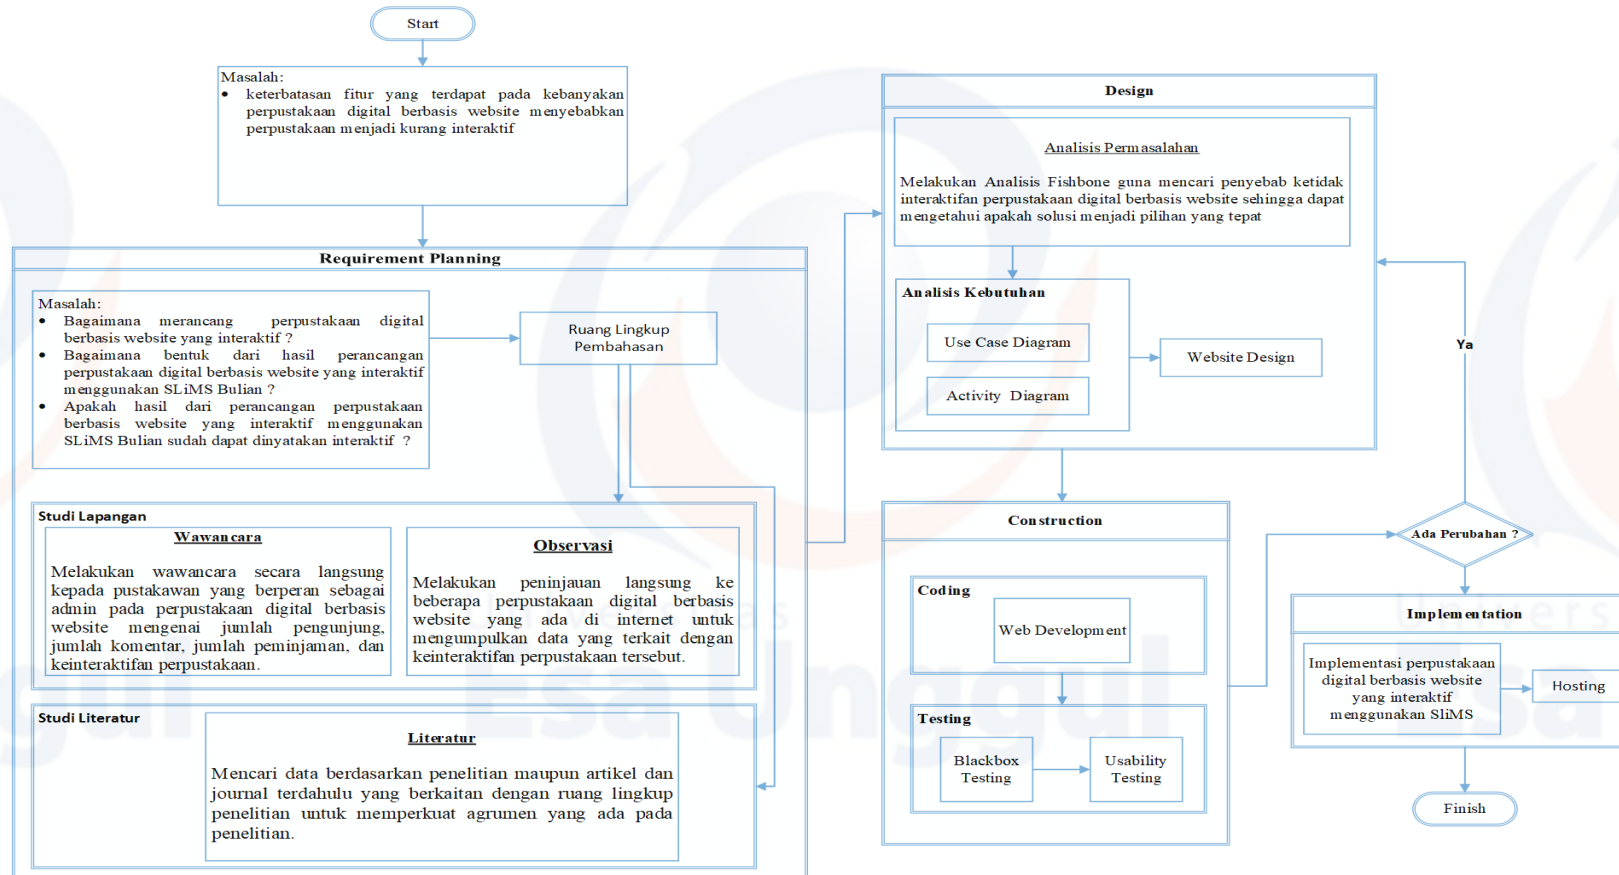 Start
Masalah:
• keterbatasan fitur yang terdapat pada kebanyakan
perpustakaan digital berbasis website menyebabkan
perpustakaan menjadi kurang interaktif
Requirement Planning
Masalah:
• Bagaimana merancang perpustakaan digital
berbasis website yang interaktif ?
• Bagaimana bentuk dari hasil perancangan
perpustakaan digital berbasis website yang interaktif
menggunakan SLiMS Bulian ?
• Apakah hasil dari perancangan perpustakaan
berbasis website yang interaktif menggunakan
SLiMS Bulian sudah dapat dinyatakan interaktif ?
Ruang Lingkup
Pembahasan
Studi Lapangan
Wawancara
Melakukan wawancara secara langsung
kepada pustakawan yang berperan sebagai
admin pada perpustakaan digital berbasis
website mengenai jumlah pengunjung,
jumlah komentar, jumlah peminjaman, dan
keinteraktifan perpustakaan.
Observasi
Melakukan peninjauan langsung ke
beberapa perpustakaan digital berbasis
website yang ada di internet untuk
mengumpulkan data yang terkait dengan
keinteraktifan perpustakaan tersebut.
Studi Literatur
Literatur
Mencari data berdasarkan penelitian maupun artikel dan
journal terdahulu yang berkaitan dengan ruang lingkup
penelitian untuk memperkuat agrumen yang ada pada
penelitian.
Design
Analisis Permasalahan
Melakukan Analisis Fishbone guna mencari penyebab ketidak
interaktifan perpustakaan digital berbasis website sehingga dapat
mengetahui apakah solusi menjadi pilihan yang tepat
Analisis Kebutuhan
Use Case Diagram
Activity Diagram
Website Design
Construction
Coding
Web Development
Testing
Blackbox
Testing
Usability
Testing
Ya
Ada Perubahan ?
Implementation
Implementasi perpustakaan
digital berbasis website
yang interaktif
menggunakan SliMS
Hosting
Finish
gul
Universitas
Esa Unggul
Univers
Esa